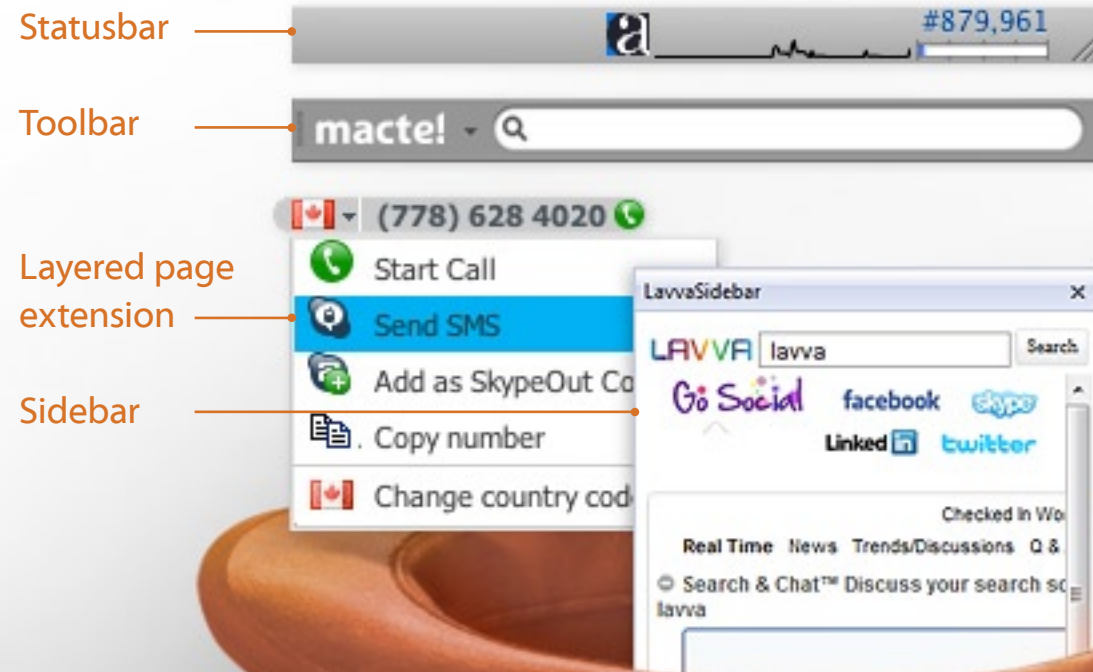 Statusbar
a
#879,961
Toolbar
macte!
(778) 628 4020
Layered page
extension
Start Call
Send SMS
Add as SkypeOut Co
Copy number
Change country cod
Sidebar
LavvaSidebar
LAVVA lavva Search
Go Social facebook skype
Linked in twitter
Checked In Wo
Real Time News Trends/Discussions Q &
Search & Chat™ Discuss your search so
lavva